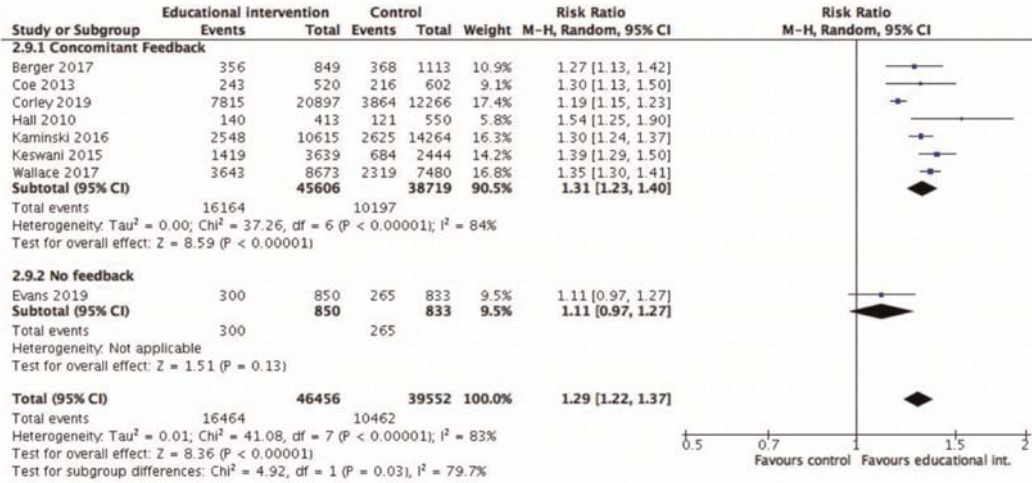 Educational intervention Control Risk Ratio Risk Ratio
Study or Subgroup Events Total Events Total Weight M-H, Random, 95% CI M-H, Random, 95% CI
2.9.1 Concomitant Feedback
Berger 2017 356 849 368 1113 10.9% 1.27 [1.13, 1.42]
Coe 2013 243 520 216 602 9.1% 1.30 [1.13, 1.50]
Corley 2019 7815 20897 3864 12266 17.4% 1.19 [1.15, 1.23]
Hall 2010 140 413 121 550 5.8% 1.54 [1.25, 1.90]
Kaminski 2016 2548 10615 2625 14264 16.3% 1.30 [1.24, 1.37]
Keswani 2015 1419 3639 684 2444 14.2% 1.39 [1.29, 1.50]
Wallace 2017 3643 8673 2319 7480 16.8% 1.35 [1.30, 1.41]
Subtotal (95% CI) 45606 38719 90.5% 1.31 [1.23, 1.40]
Total events 16164 10197
Heterogeneity: Tau² = 0.00; Chi² = 37.26, df = 6 (P < 0.00001); I² = 84%
Test for overall effect: Z = 8.59 (P < 0.00001)
2.9.2 No feedback
Evans 2019 300 850 265 833 9.5% 1.11 [0.97, 1.27]
Subtotal (95% CI) 850 833 9.5% 1.11 [0.97, 1.27]
Total events 300 265
Heterogeneity: Not applicable
Test for overall effect: Z = 1.51 (P = 0.13)
Total (95% CI) 46456 39552 100.0% 1.29 [1.22, 1.37]
Total events 16464 10462
Heterogeneity: Tau² = 0.01; Chi² = 41.08, df = 7 (P < 0.00001); I² = 83%
Test for overall effect: Z = 8.36 (P < 0.00001)
Test for subgroup differences: Chi² = 4.92, df = 1 (P = 0.03), I² = 79.7%
0.5 0.7 1 1.5 2
Favours control Favours educational int.